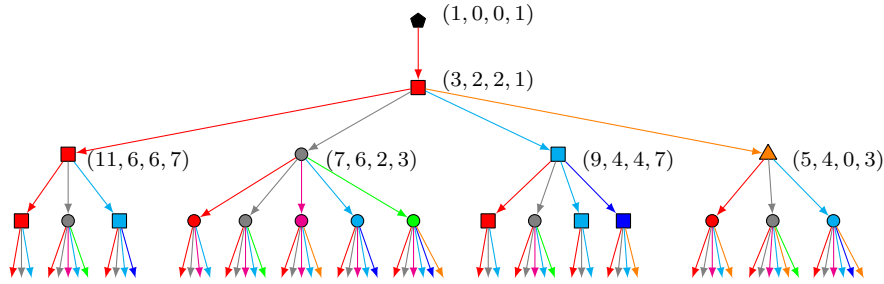 (1, 0, 0, 1)
(3, 2, 2, 1)
(11, 6, 6, 7)
(7, 6, 2, 3)
(9, 4, 4, 7)
(5, 4, 0, 3)